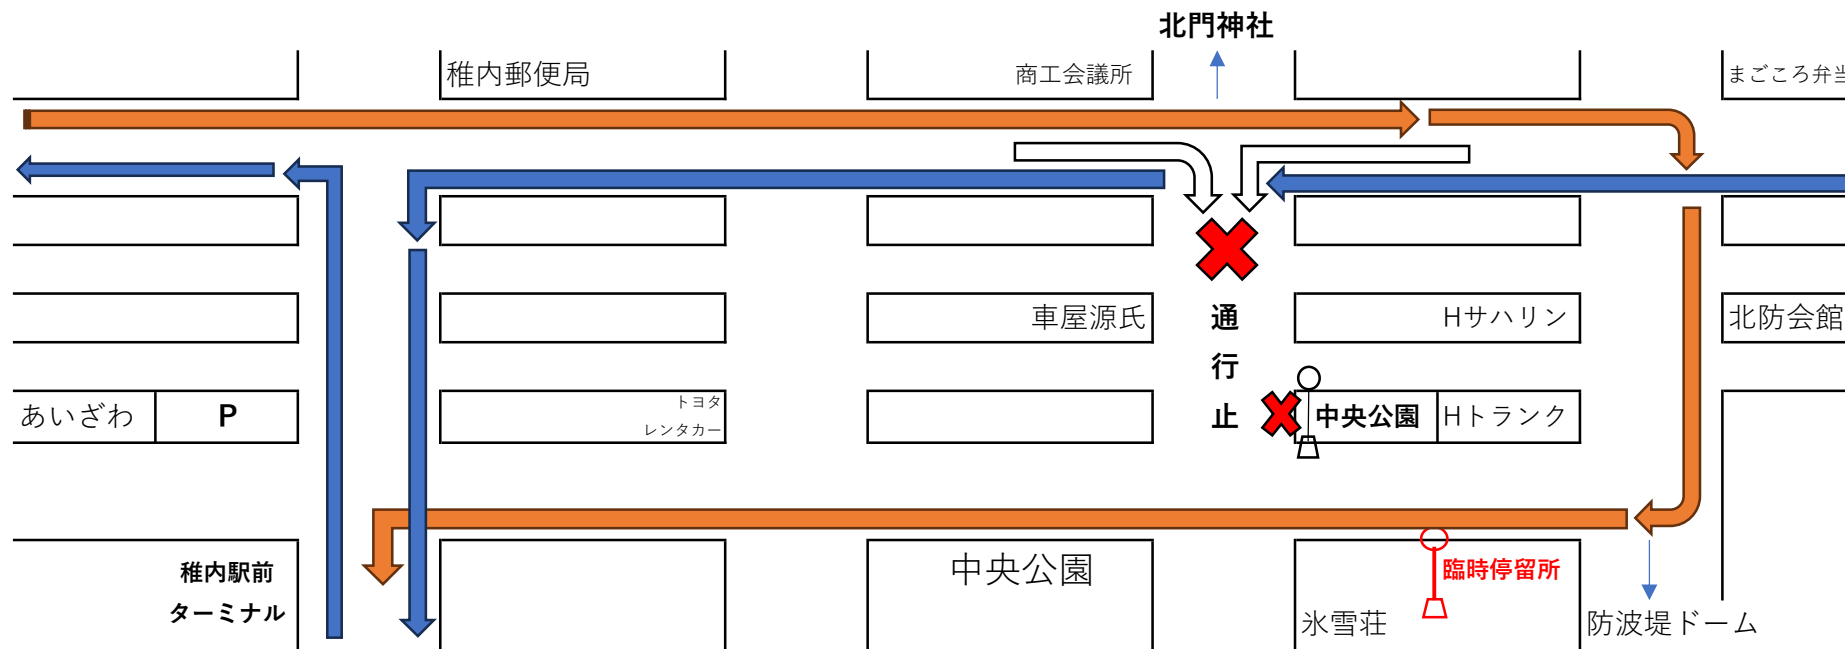 北門神社
稚内郵便局
商工会議所
まごころ弁当
車屋源氏
通行止
Hサハリン
北防会館
あいざわ
P
トヨタ
レンタカー
中央公園
Hトランク
稚内駅前
ターミナル
中央公園
臨時停留所
氷雪荘
防波堤ドーム